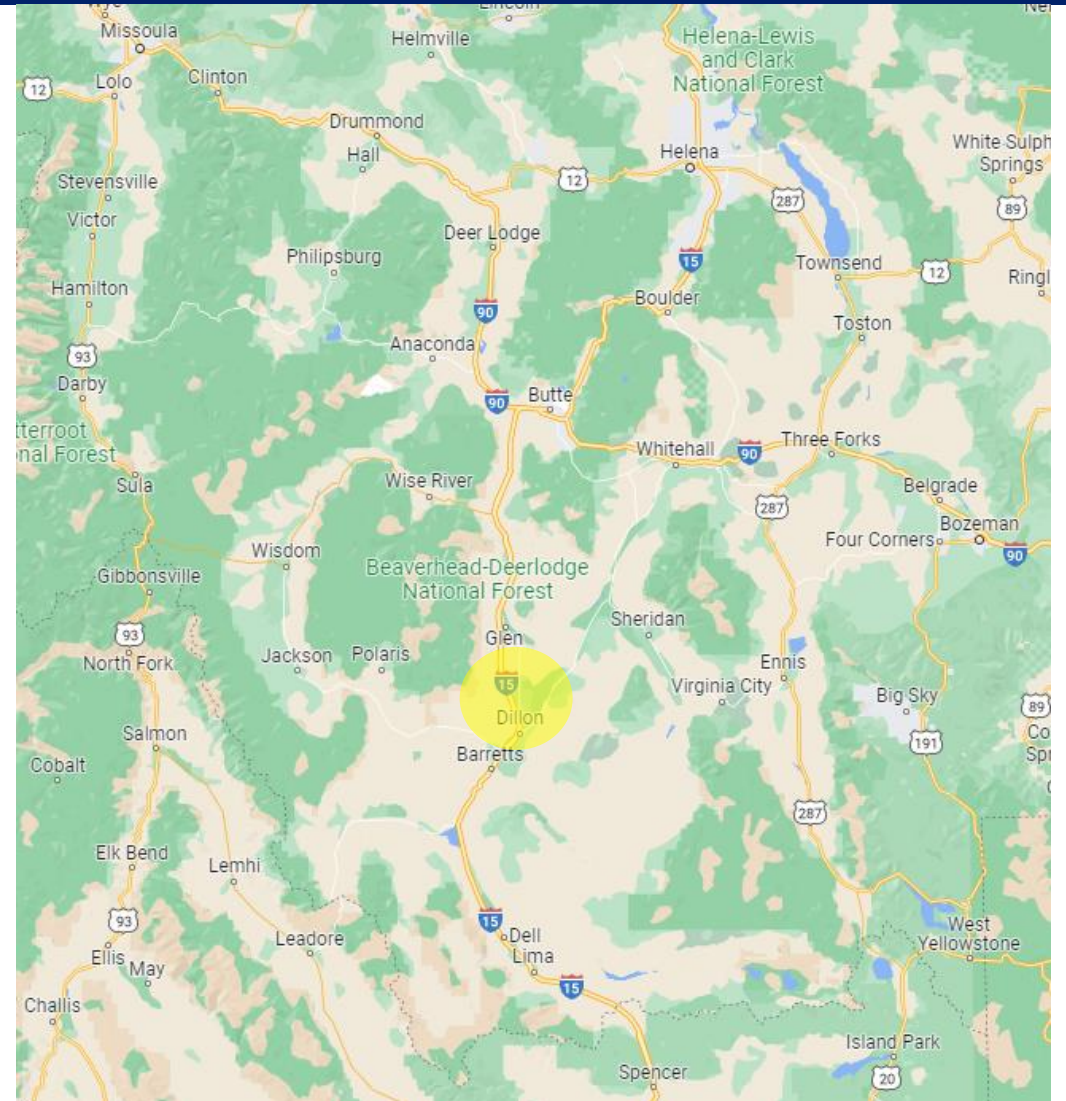 Missoula
Helmville
Lincoln
Helena-Lewis
and Clark
National Forest
12
Lolo
Clinton
Drummond
Hall
Helena
White Sulph
Springs
12
Stevensville
287
89
Victor
Deer Lodge
Philipsburg
15
Townsend
12
Ringl
Hamilton
Boulder
90
Toston
Anaconda
93
Darby
Butte
90
tterroot
nal Forest
Whitehall
90
Three Forks
Sula
Wise River
Belgrade
287
Bozeman
Four Corners
90
Wisdom
Beaverhead-Deerlodge
National Forest
Gibbonsville
Sheridan
93
Glen
North Fork
Jackson
Polaris
Ennis
15
Virginia City
Big Sky
89
Dillon
Salmon
191
Co
Spr
Barretts
Cobalt
287
Elk Bend
Lemhi
93
15
West
Yellowstone
Leadore
Dell
Lima
Ellis
May
15
Challis
Island Park
Spencer
20